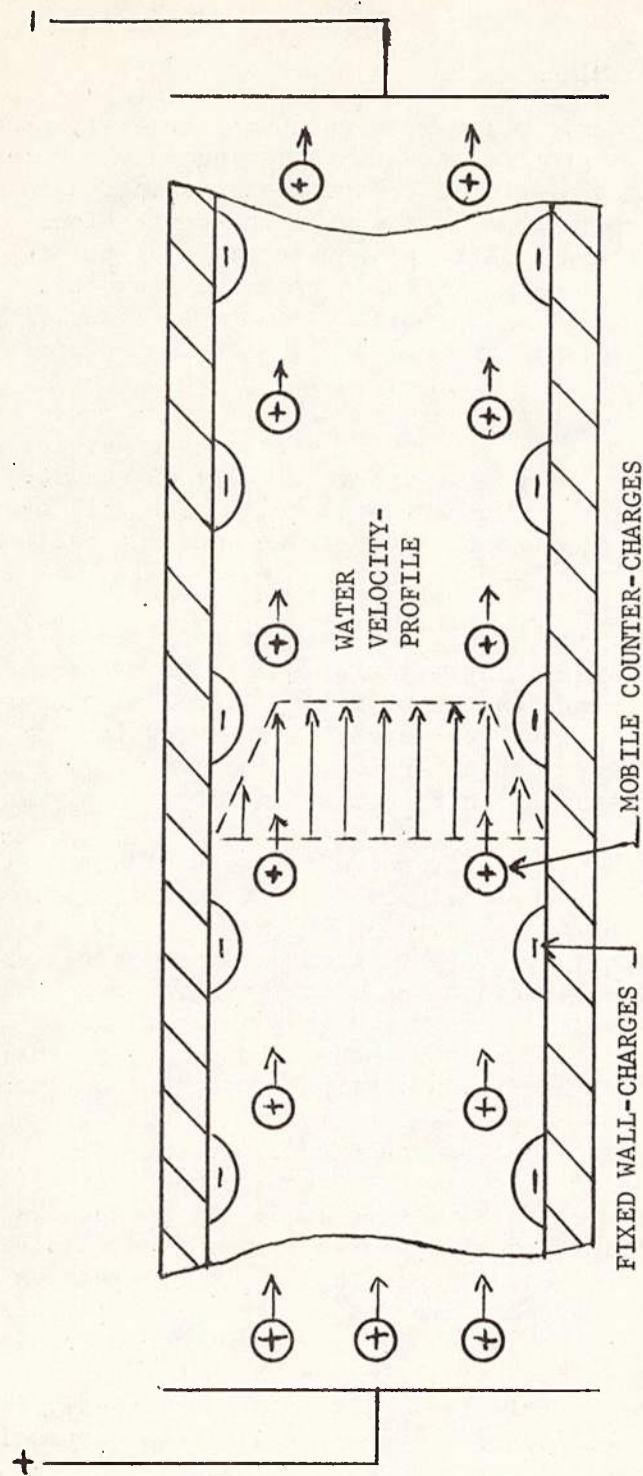 WATER
VELOCITY-
PROFILE
MOBILE COUNTER-CHARGES
FIXED WALL-CHARGES